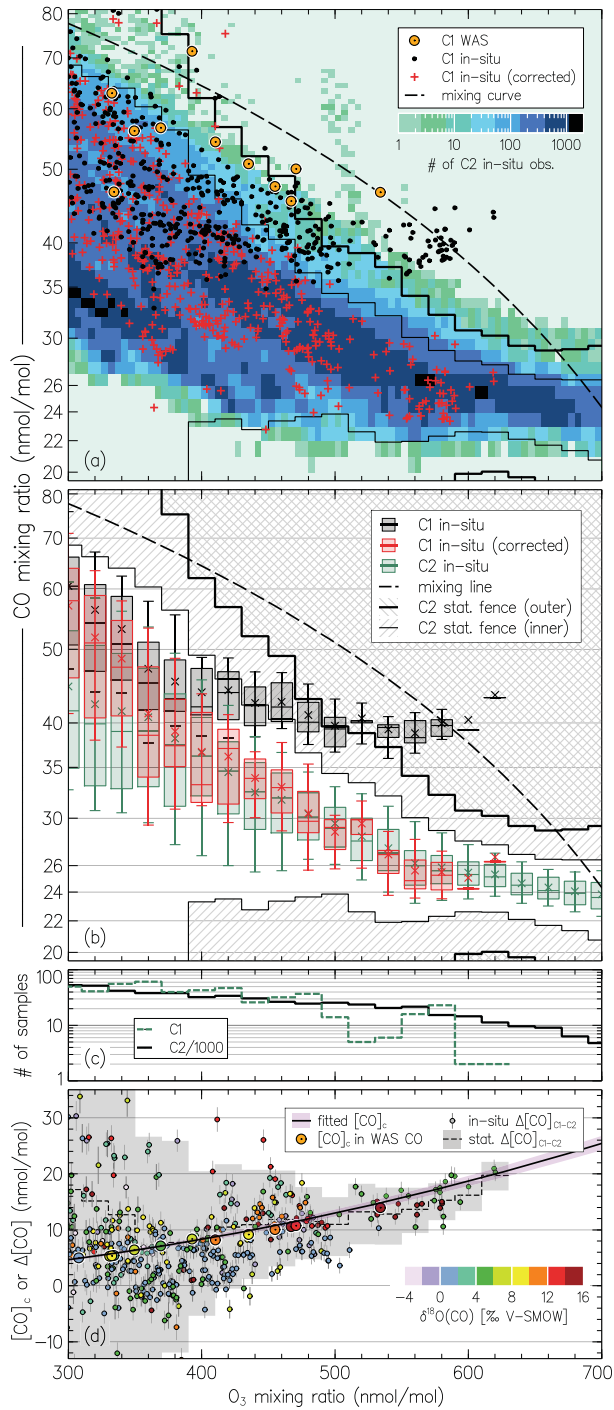 80
70
60
50
40
35
30
26
24
22
20
C1 WAS
C1 in-situ
C1 in-situ (corrected)
mixing curve
1 10 100 1000
# of C2 in-situ obs.
(a)
CO mixing ratio (nmol/mol)
80
70
60
50
40
35
30
26
24
22
20
C1 in-situ
C1 in-situ (corrected)
C2 in-situ
mixing line
C2 stat. fence (outer)
C2 stat. fence (inner)
(b)
# of samples
100
10
1
C1
C2/1000
(c)
[CO]c or Δ[CO] (nmol/mol)
40
30
20
15
10
5
0
−10
fitted [CO]c
[CO]c in WAS CO
in-situ Δ[CO]C1−C2
stat. Δ[CO]C1−C2
−4 0 4 8 12 16
δ18O(CO) [‰ V-SMOW]
(d)
300 400 500 600 700
O3 mixing ratio (nmol/mol)